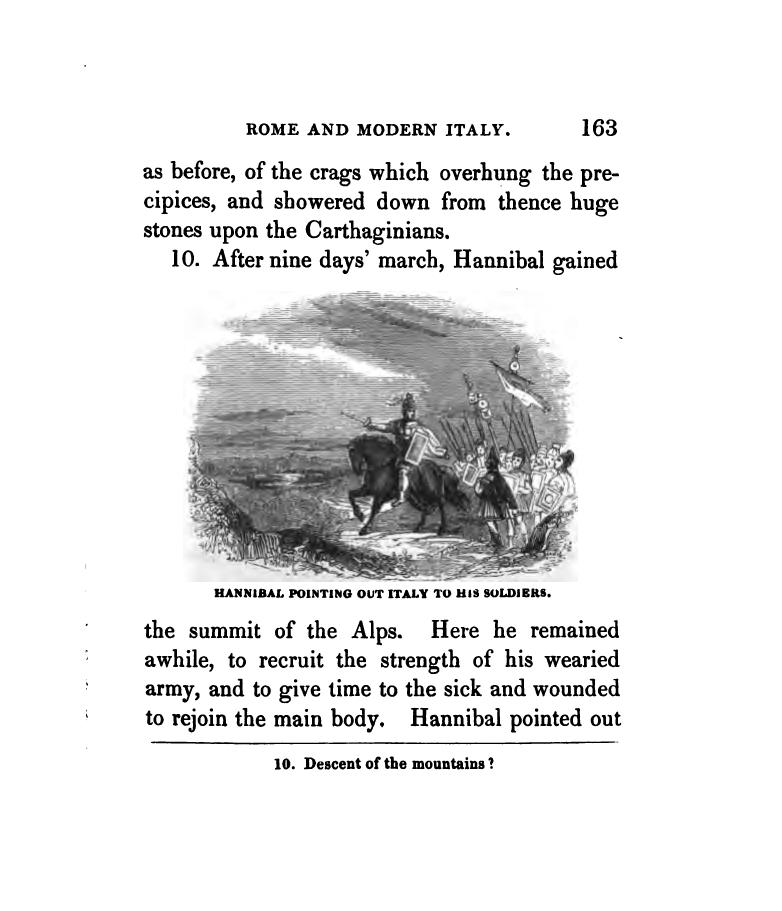 ROME AND MODERN ITALY. 163
as before, of the crags which overhung the pre-
cipices, and showered down from thence huge
stones upon the Carthaginians.
10. After nine days' march, Hannibal gained
HANNIBAL POINTING OUT ITALY TO HIS SOLDIERS.
the summit of the Alps. Here he remained
awhile, to recruit the strength of his wearied
army, and to give time to the sick and wounded
to rejoin the main body. Hannibal pointed out
10. Descent of the mountains?